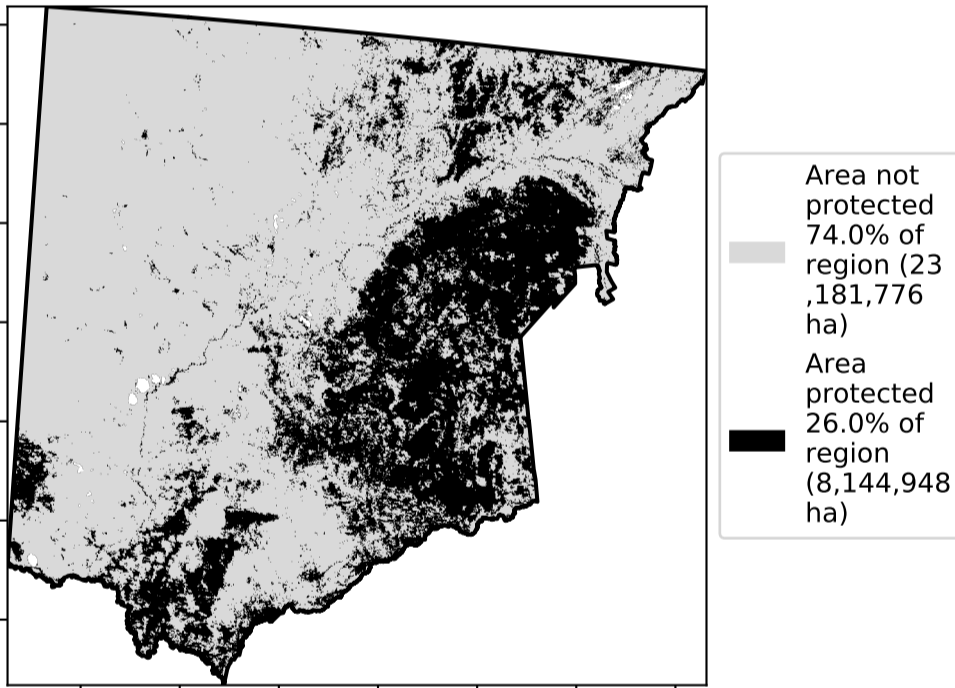 Area not
protected
74.0% of
region (23
,181,776
ha)
Area
protected
26.0% of
region
(8,144,948
ha)